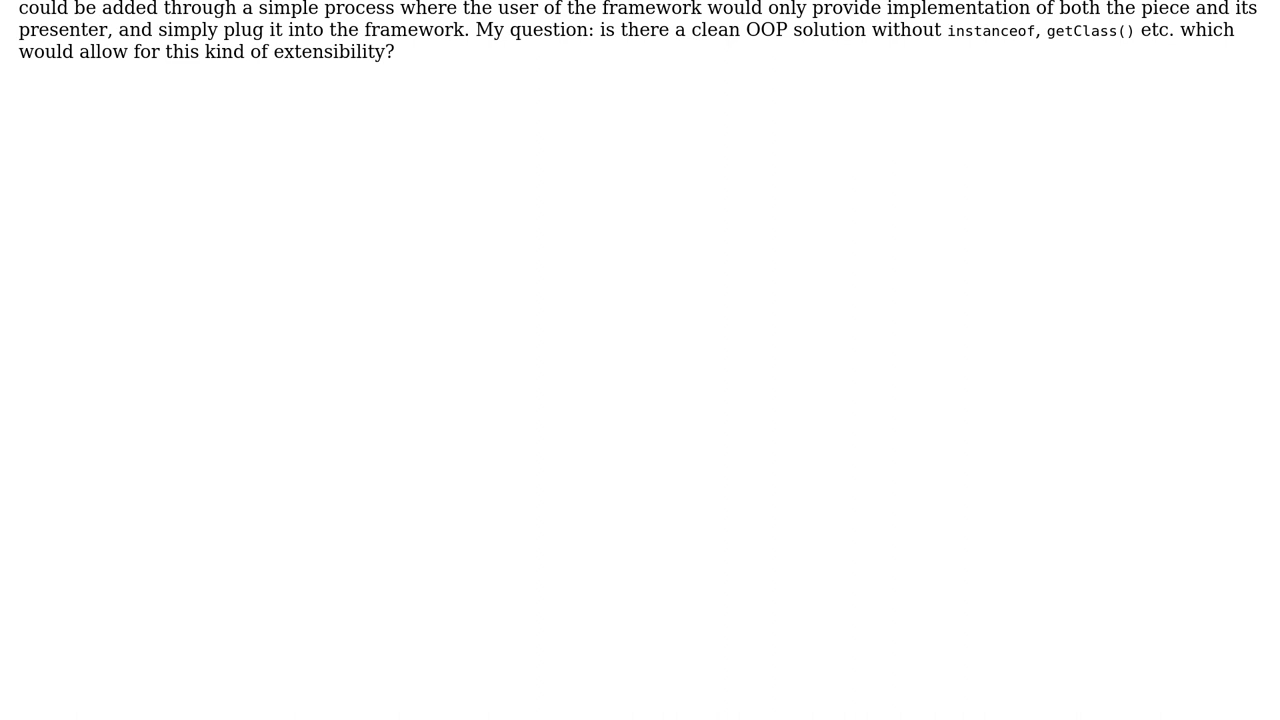 could be added through a simple process where the user of the framework would only provide implementation of both the piece and its
presenter, and simply plug it into the framework. My question: is there a clean OOP solution without instanceof, getClass() etc. which
would allow for this kind of extensibility?